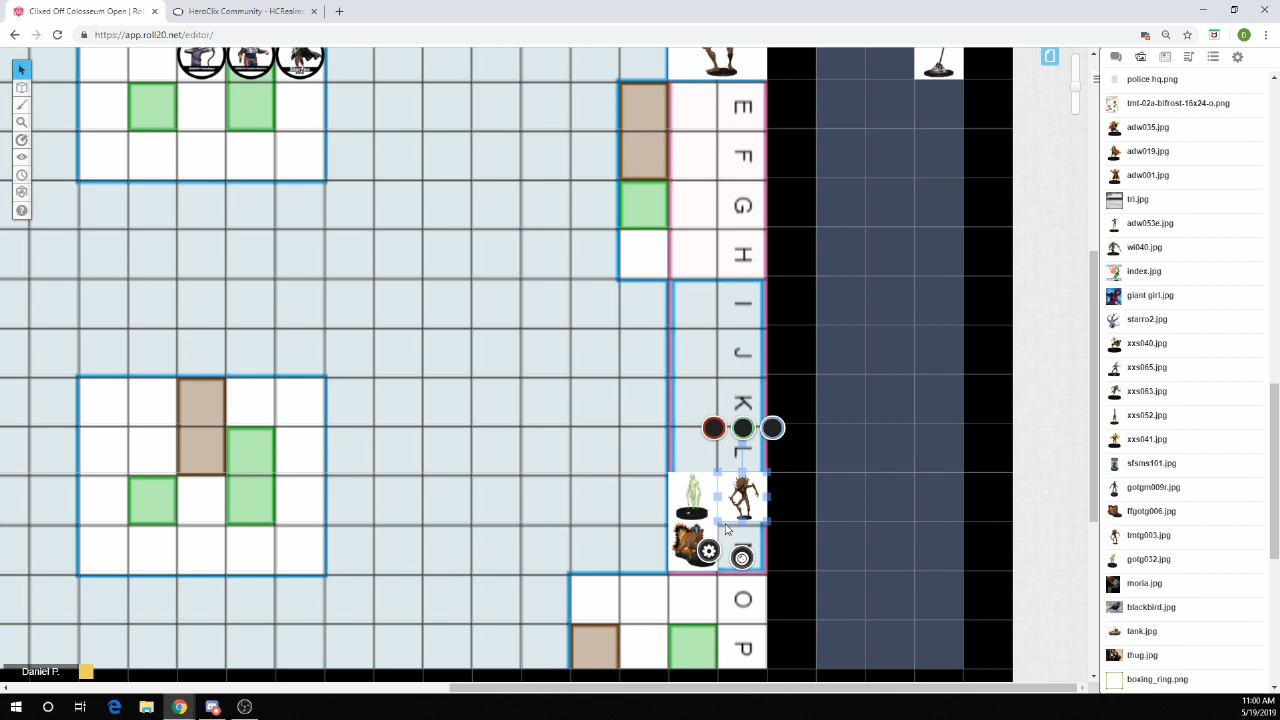 Clixed Off Colosseum Open | Rol
HeroClix Community - HCRealms
https://www.roll20.net/editor/
Starfox
E
F
G
H
I
J
K
L
O
P
Daniel P.
police hq.png
tmt-02a-bifrost-16x24-o.png
adw035.jpg
adw019.jpg
adw001.jpg
tri.jpg
adw053e.jpg
wi040.jpg
index.jpg
giant girl.jpg
starro2.jpg
xxs040.jpg
xxs065.jpg
xxs063.jpg
xxs052.jpg
xxs041.jpg
sfsms101.jpg
gotgm009r.jpg
ffgotg006.jpg
tmtg003.jpg
gotg032.jpg
moria.jpg
blackbird.jpg
tank.jpg
thug.jpg
boxing_ring.png
11:00 AM
5/19/2019